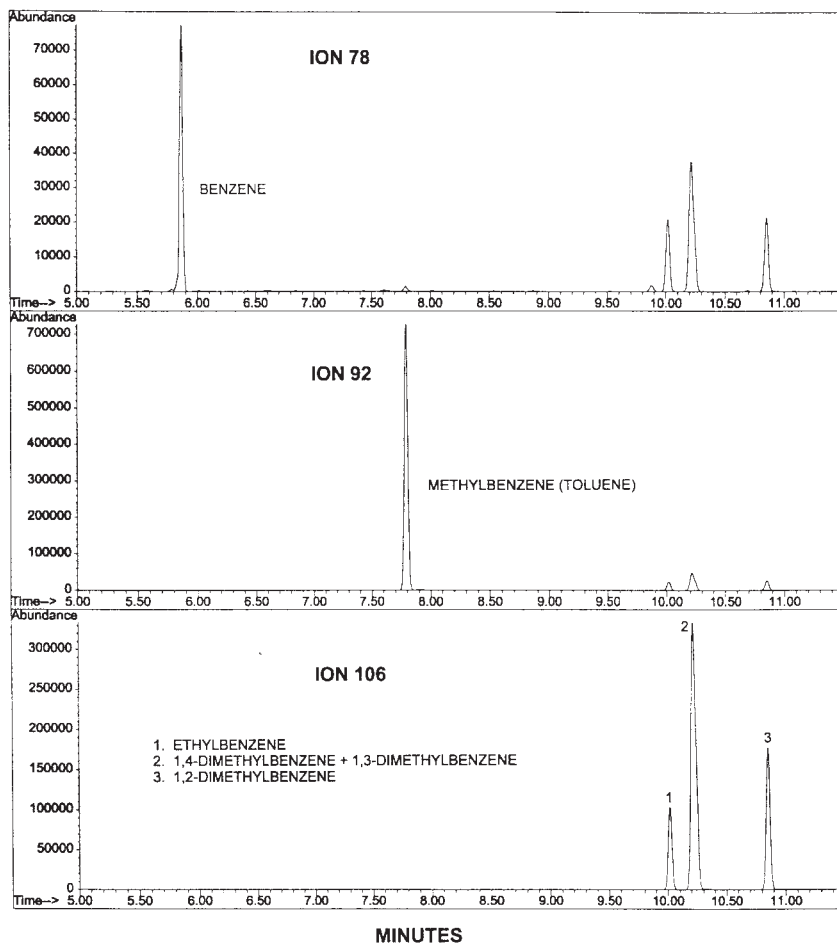 Abundance
70000
ION 78
60000
50000
40000
30000
BENZENE
20000
10000
0
Time--> 5.00 5.50 6.00 6.50 7.00 7.50 8.00 8.50 9.00 9.50 10.00 10.50 11.00
Abundance
700000
600000
ION 92
500000
400000
300000
METHYLBENZENE (TOLUENE)
200000
100000
0
Time--> 5.00 5.50 6.00 6.50 7.00 7.50 8.00 8.50 9.00 9.50 10.00 10.50 11.00
Abundance
2
300000
ION 106
250000
200000
1. ETHYLBENZENE
3
2. 1,4-DIMETHYLBENZENE + 1,3-DIMETHYLBENZENE
150000
3. 1,2-DIMETHYLBENZENE
1
100000
50000
0
Time--> 5.00 5.50 6.00 6.50 7.00 7.50 8.00 8.50 9.00 9.50 10.00 10.50 11.00
MINUTES